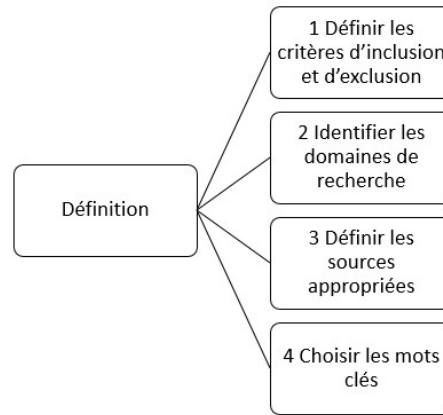 1 Définir les
critères d’inclusion
et d’exclusion
2 Identifier les
domaines de
recherche
Définition
3 Définir les
sources
appropriées
4 Choisir les mots
clés